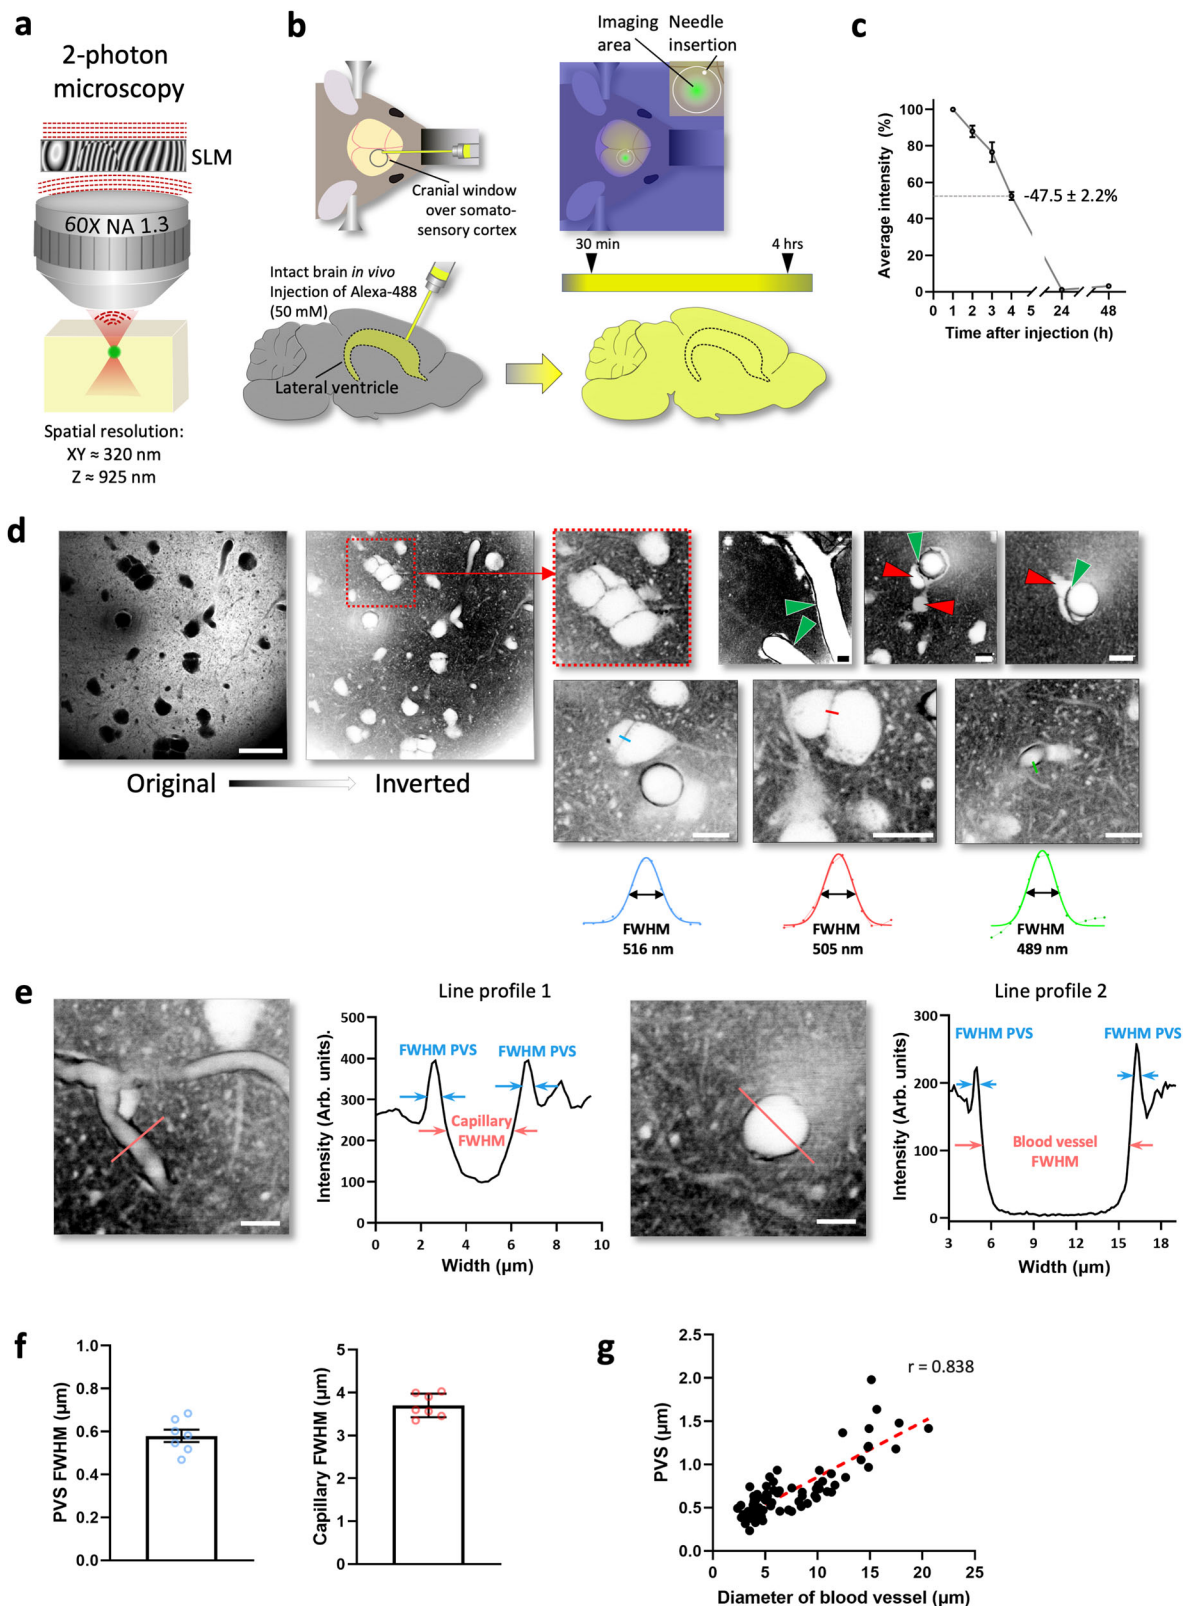 a
2-photon
microscopy
SLM
60X NA 1.3
Spatial resolution:
XY ≈ 320 nm
Z ≈ 925 nm
b
Cranial window
over somato-
sensory cortex
Imaging
area
Needle
insertion
30 min
4 hrs
Intact brain in vivo
Injection of Alexa-488
(50 mM)
Lateral ventricle
c
Average intensity (%)
100
80
60
40
20
0
-47.5 ± 2.2%
0 1 2 3 4 5 24 48
Time after injection (h)
d
Original
Inverted
FWHM
516 nm
FWHM
505 nm
FWHM
489 nm
e
Line profile 1
Intensity (Arb. units).
500
400
300
200
100
0
FWHM PVS
FWHM PVS
Capillary
FWHM
0 2 4 6 8 10
Width (µm)
Line profile 2
Intensity (Arb. units)
300
200
100
0
FWHM PVS
FWHM PVS
Blood vessel
FWHM
3 6 9 12 15 18
Width (µm)
f
PVS FWHM (µm)
1.0
0.8
0.6
0.4
0.2
0.0
Capillary FWHM (µm)
5
4
3
2
1
0
g
PVS (µm)
2.5
2.0
1.5
1.0
0.5
0.0
r = 0.838
0 5 10 15 20 25
Diameter of blood vessel (µm)